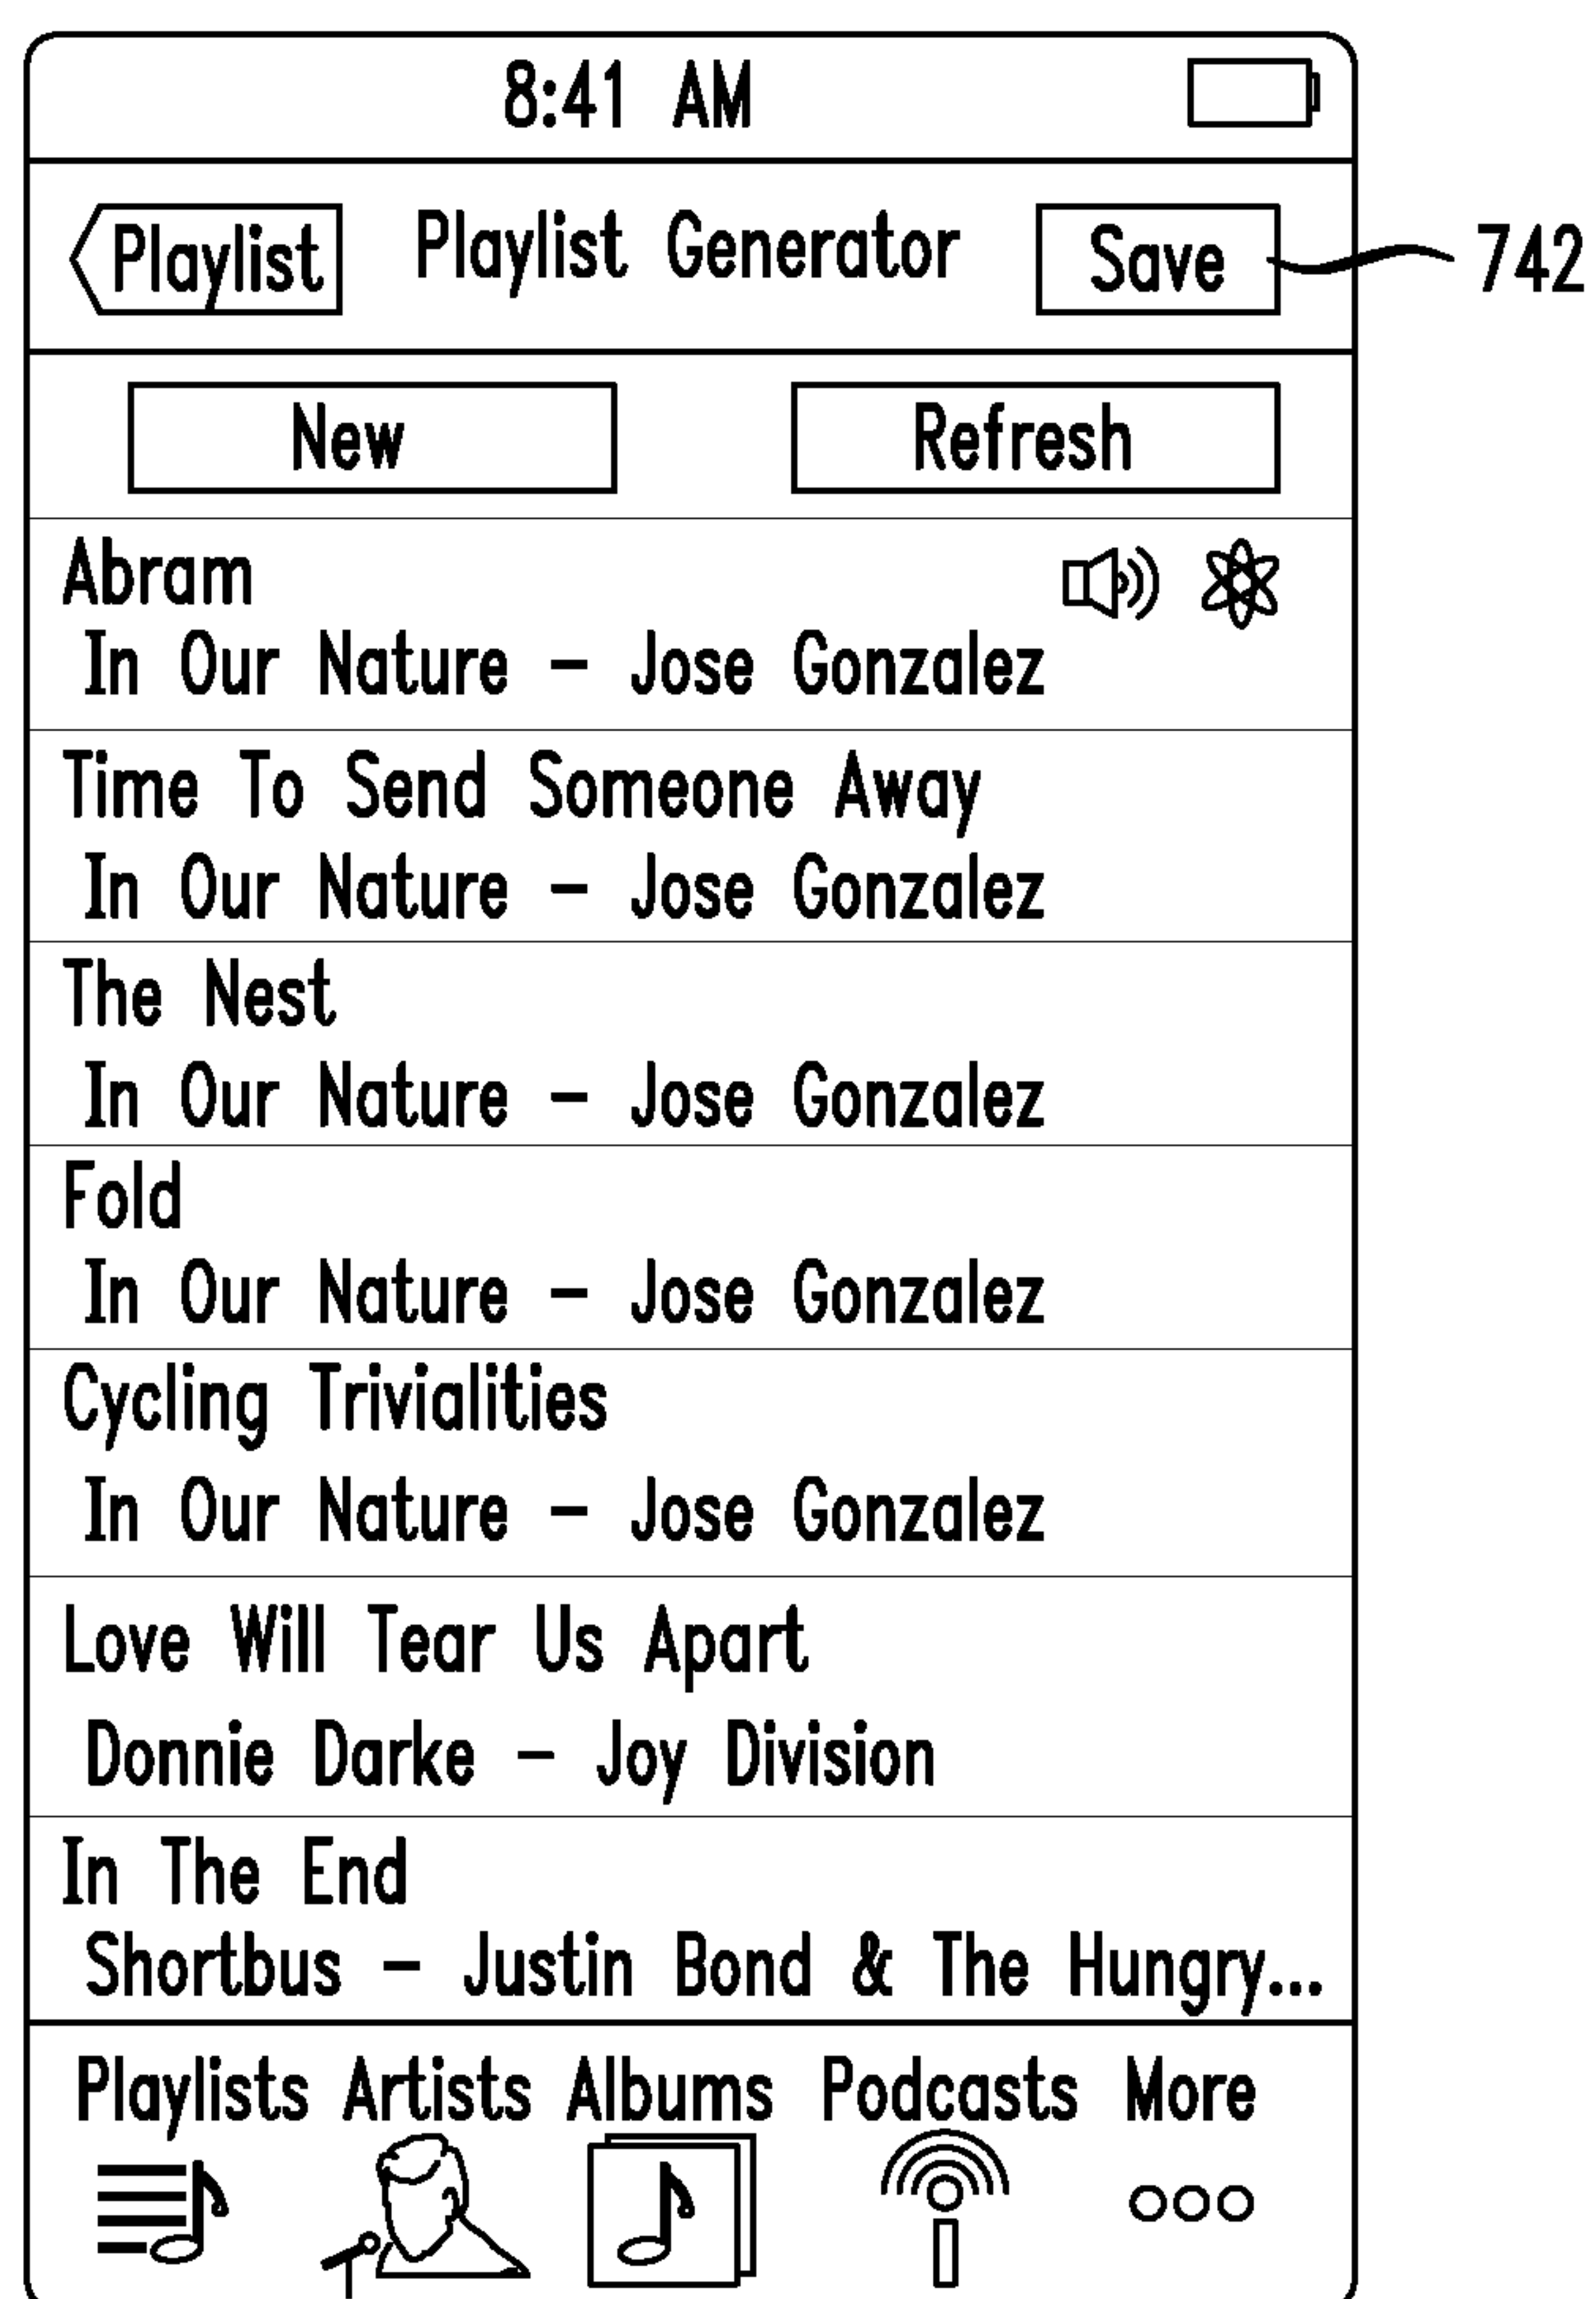 8:41 AM
Playlist Playlist Generator Save 742
New Refresh
Abram
In Our Nature – Jose Gonzalez
Time To Send Someone Away
In Our Nature – Jose Gonzalez
The Nest
In Our Nature – Jose Gonzalez
Fold
In Our Nature – Jose Gonzalez
Cycling Trivialities
In Our Nature – Jose Gonzalez
Love Will Tear Us Apart
Donnie Darke – Joy Division
In The End
Shortbus – Justin Bond & The Hungry...
Playlists Artists Albums Podcasts More